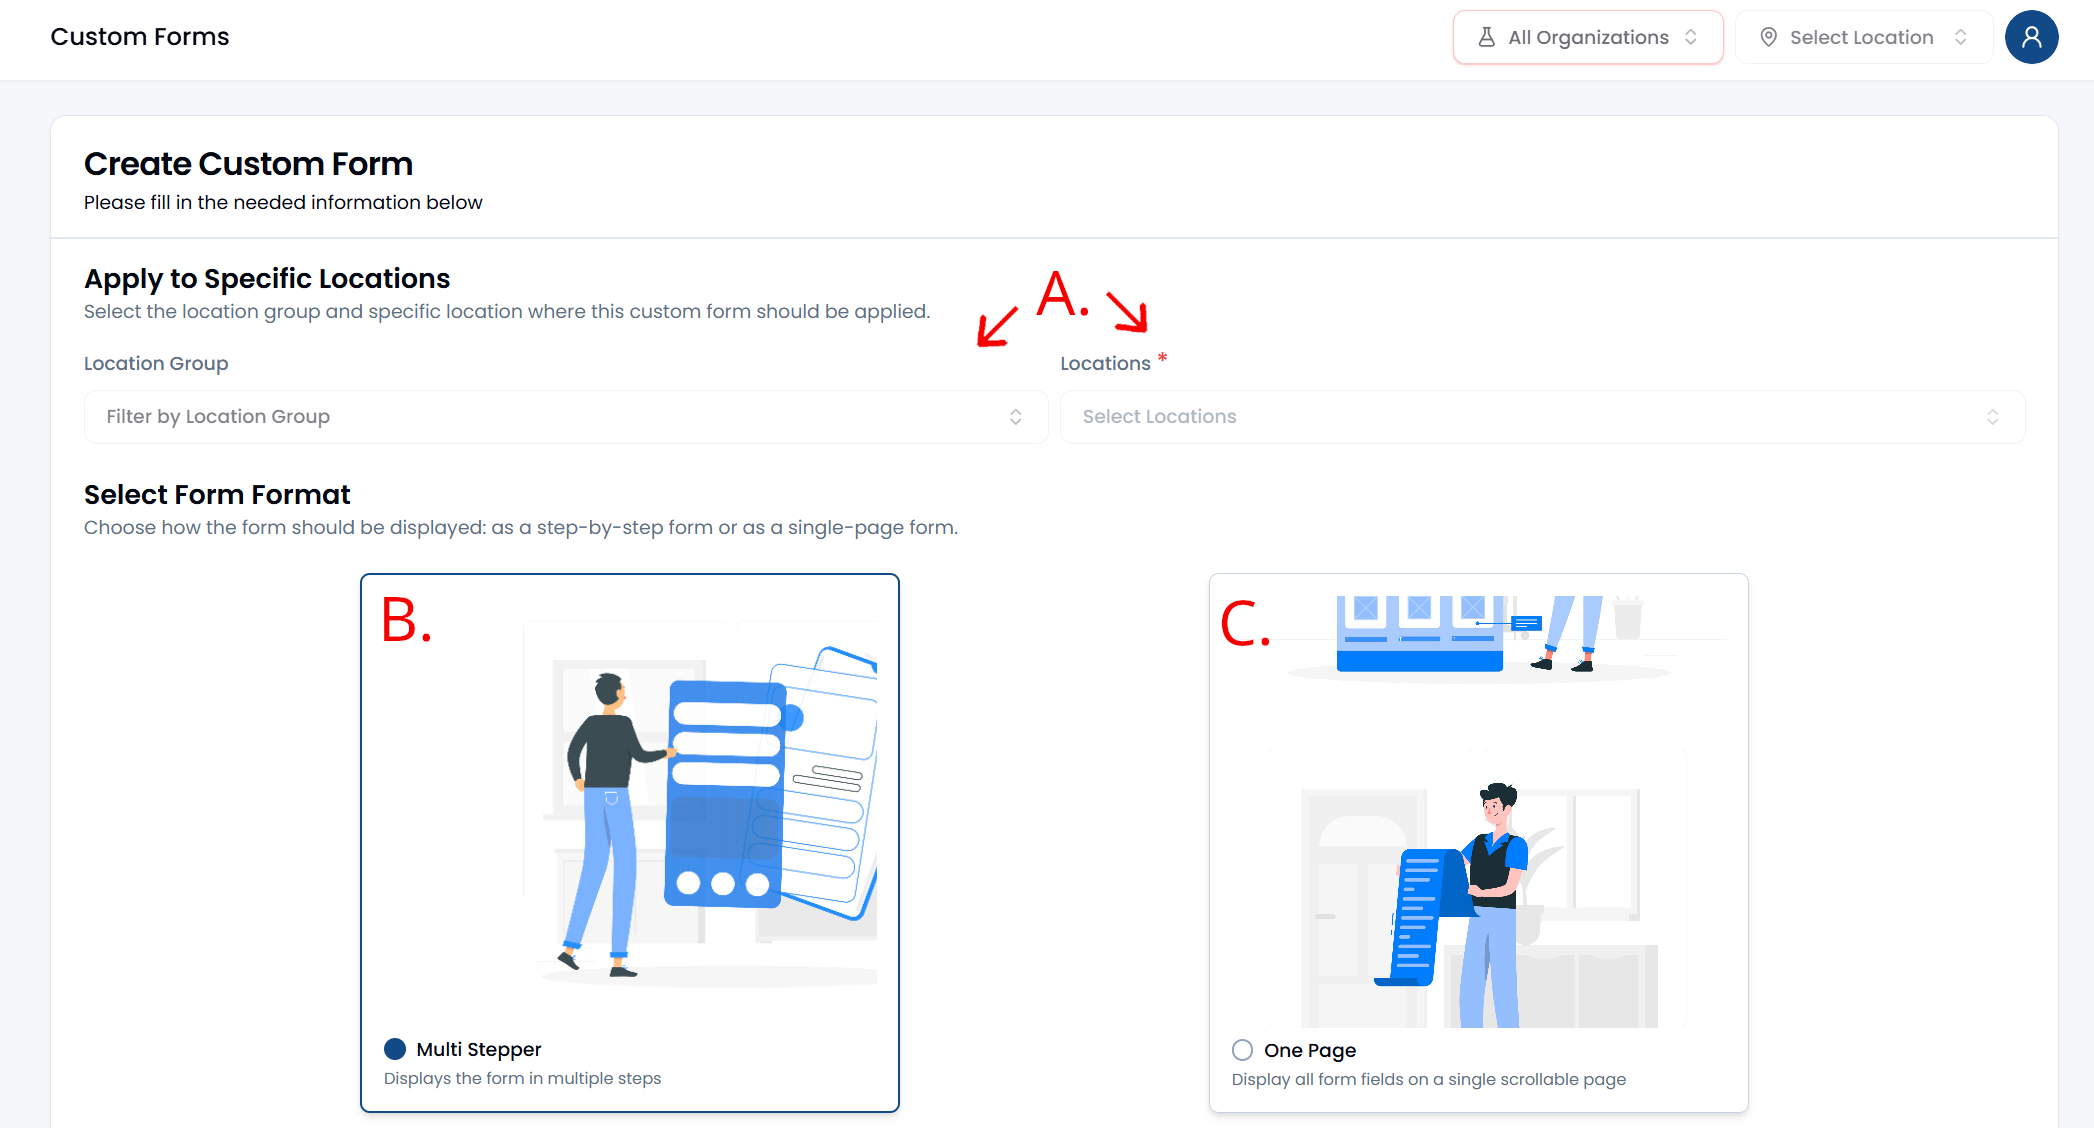 Custom Forms
All Organizations
Select Location
Create Custom Form
Please fill in the needed information below
Apply to Specific Locations
Select the location group and specific location where this custom form should be applied.
A.
Location Group
Locations *
Filter by Location Group
Select Locations
Select Form Format
Choose how the form should be displayed: as a step-by-step form or as a single-page form.
B.
C.
Multi Stepper
Displays the form in multiple steps
One Page
Display all form fields on a single scrollable page